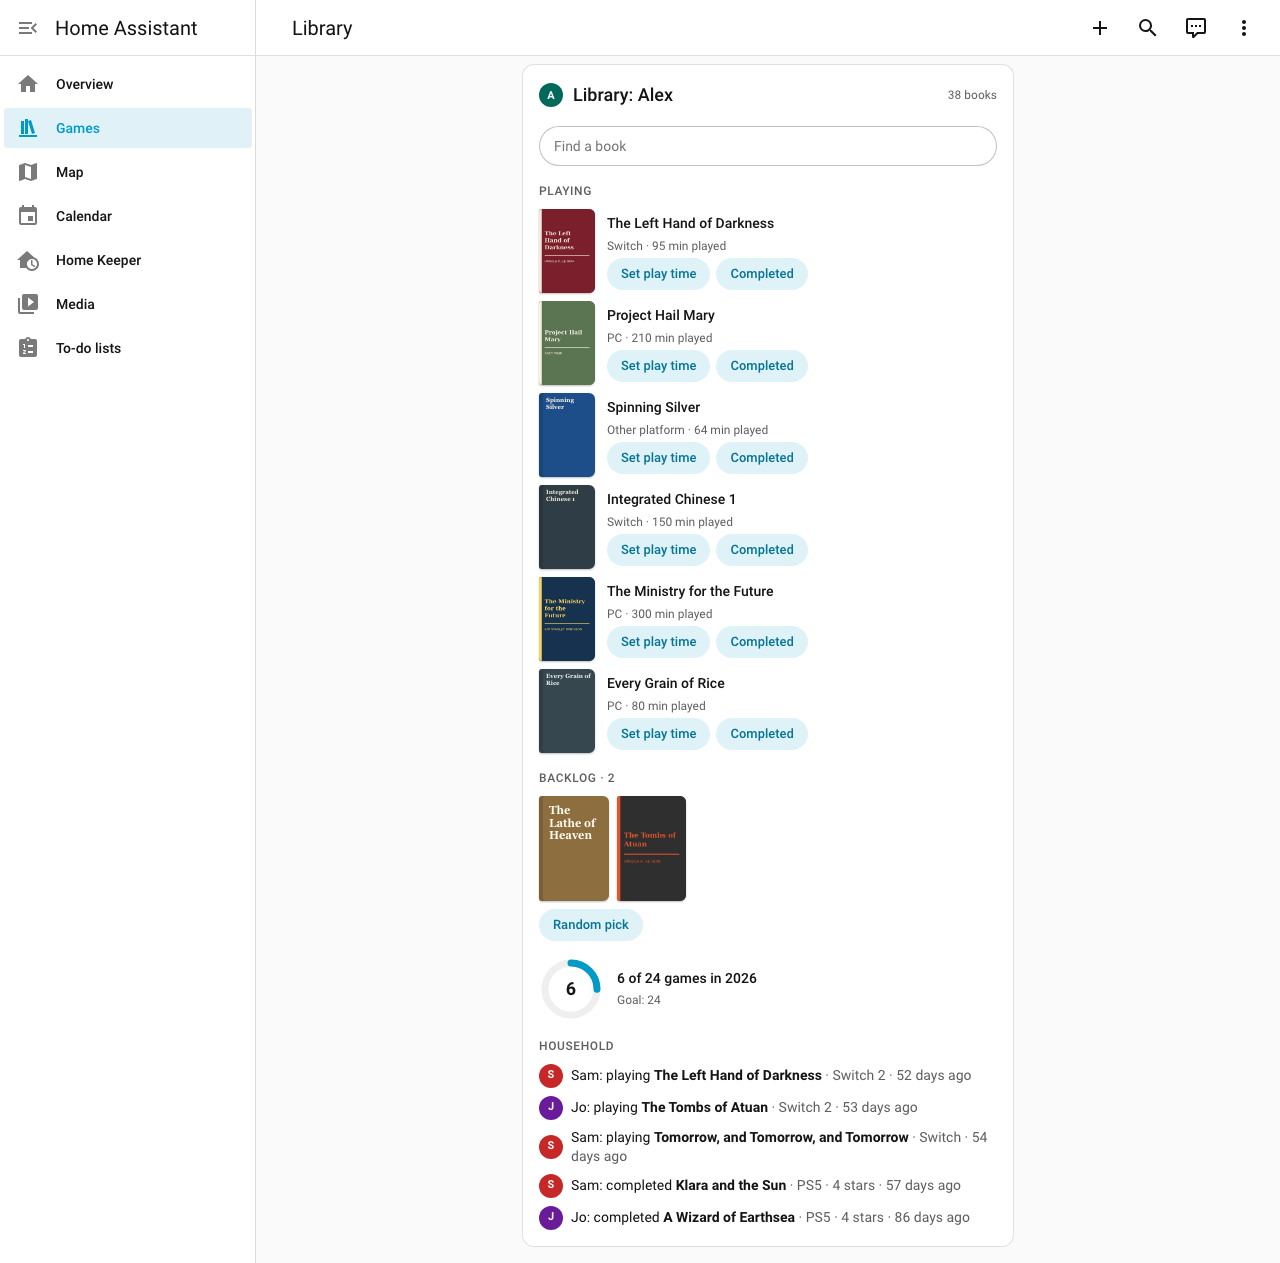 Home Assistant
Library
Overview
Games
Map
Calendar
Home Keeper
Media
To-do lists
A
Library: Alex
38 books
Find a book
PLAYING
The Left
Hand of
Darkness
The Left Hand of Darkness
Switch · 95 min played
Set play time
Completed
Project Hail
Mary
Project Hail Mary
PC · 210 min played
Set play time
Completed
Spinning
Silver
Spinning Silver
Other platform · 64 min played
Set play time
Completed
Integrated
Chinese 1
Integrated Chinese 1
Switch · 150 min played
Set play time
Completed
The Ministry
for the
Future
The Ministry for the Future
PC · 300 min played
Set play time
Completed
Every Grain of
Rice
Every Grain of Rice
PC · 80 min played
Set play time
Completed
BACKLOG · 2
The
Lathe of
Heaven
The Tombs of
Atuan
URSULA K. LE GUIN
Random pick
6
6 of 24 games in 2026
Goal: 24
HOUSEHOLD
S
Sam: playing The Left Hand of Darkness · Switch 2 · 52 days ago
J
Jo: playing The Tombs of Atuan · Switch 2 · 53 days ago
S
Sam: playing Tomorrow, and Tomorrow, and Tomorrow · Switch · 54
days ago
S
Sam: completed Klara and the Sun · PS5 · 4 stars · 57 days ago
J
Jo: completed A Wizard of Earthsea · PS5 · 4 stars · 86 days ago